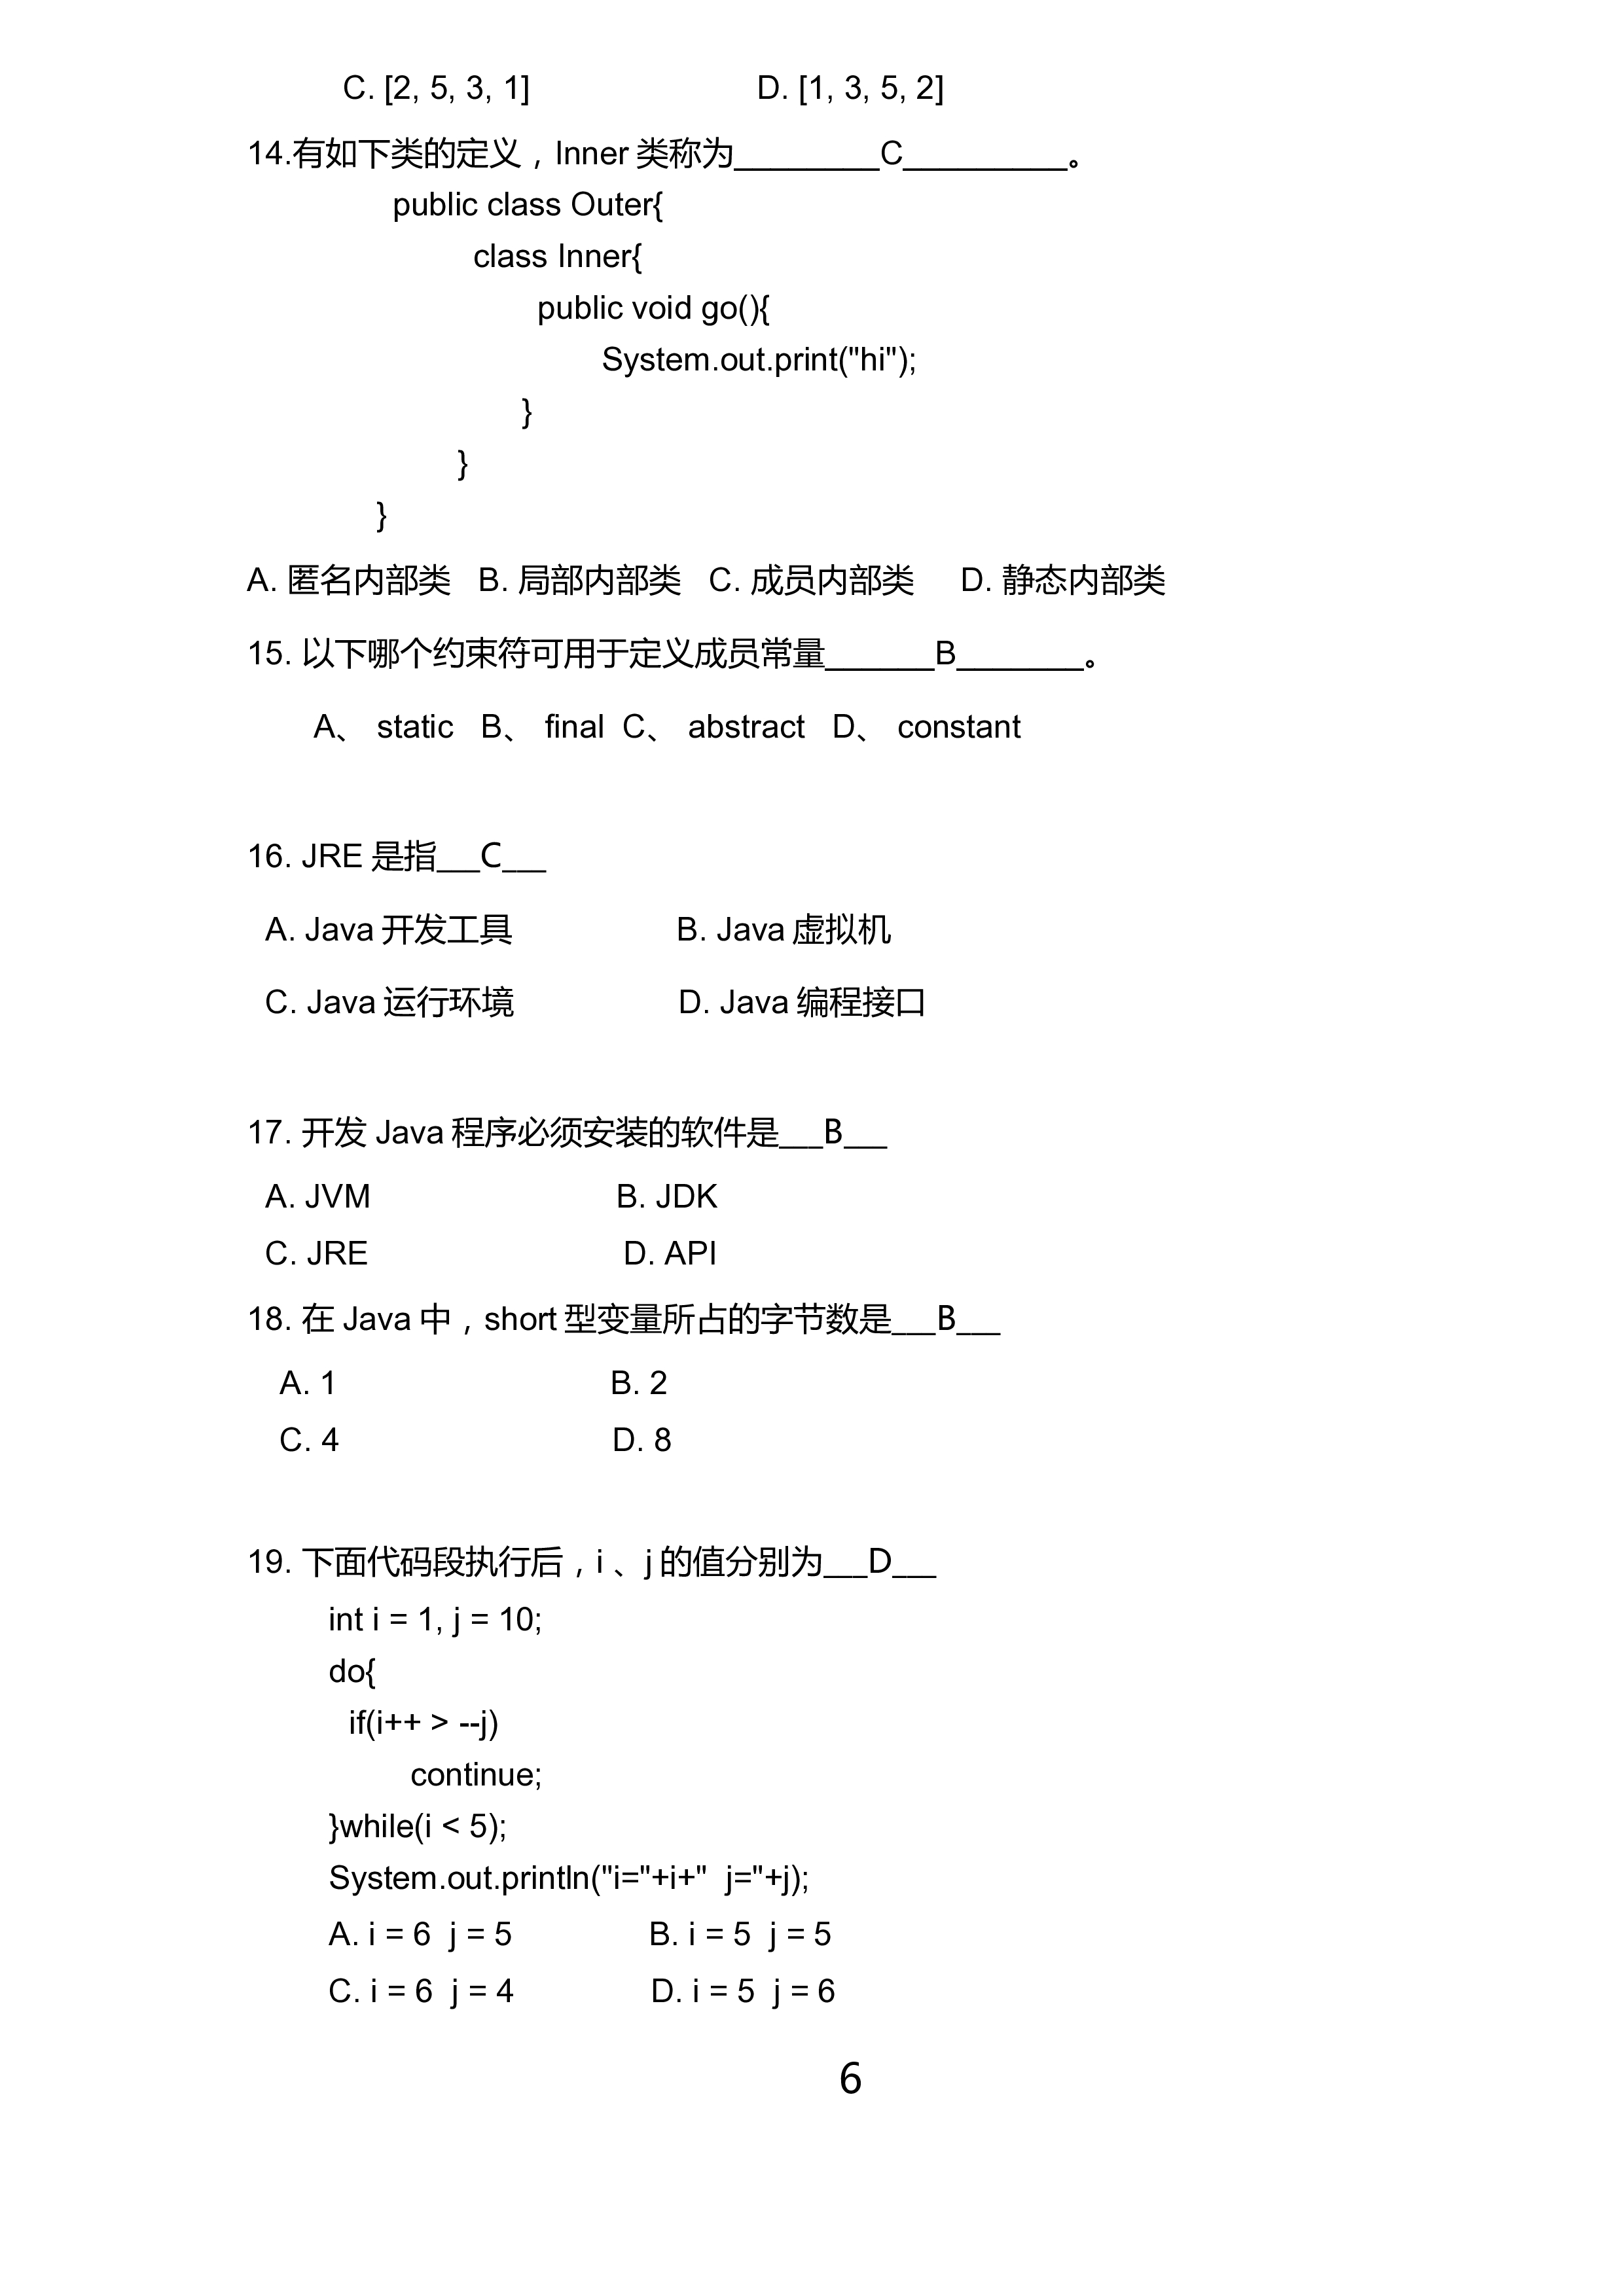 C. [2, 5, 3, 1] D. [1, 3, 5, 2]
14.有如下类的定义，Inner 类称为________C_________。
public class Outer{
class Inner{
public void go(){
System.out.print("hi");
}
}
}
A. 匿名内部类 B. 局部内部类 C. 成员内部类 D. 静态内部类
15. 以下哪个约束符可用于定义成员常量______B_______。
A、 static B、 final C、 abstract D、 constant
16. JRE 是指___C___
A. Java 开发工具 B. Java 虚拟机
C. Java 运行环境 D. Java 编程接口
17. 开发 Java 程序必须安装的软件是___B___
A. JVM B. JDK
C. JRE D. API
18. 在 Java 中，short 型变量所占的字节数是___B___
A. 1 B. 2
C. 4 D. 8
19. 下面代码段执行后，i 、j 的值分别为___D___
int i = 1, j = 10;
do{
if(i++ > --j)
continue;
}while(i < 5);
System.out.println("i="+i+" j="+j);
A. i = 6 j = 5 B. i = 5 j = 5
C. i = 6 j = 4 D. i = 5 j = 6
6